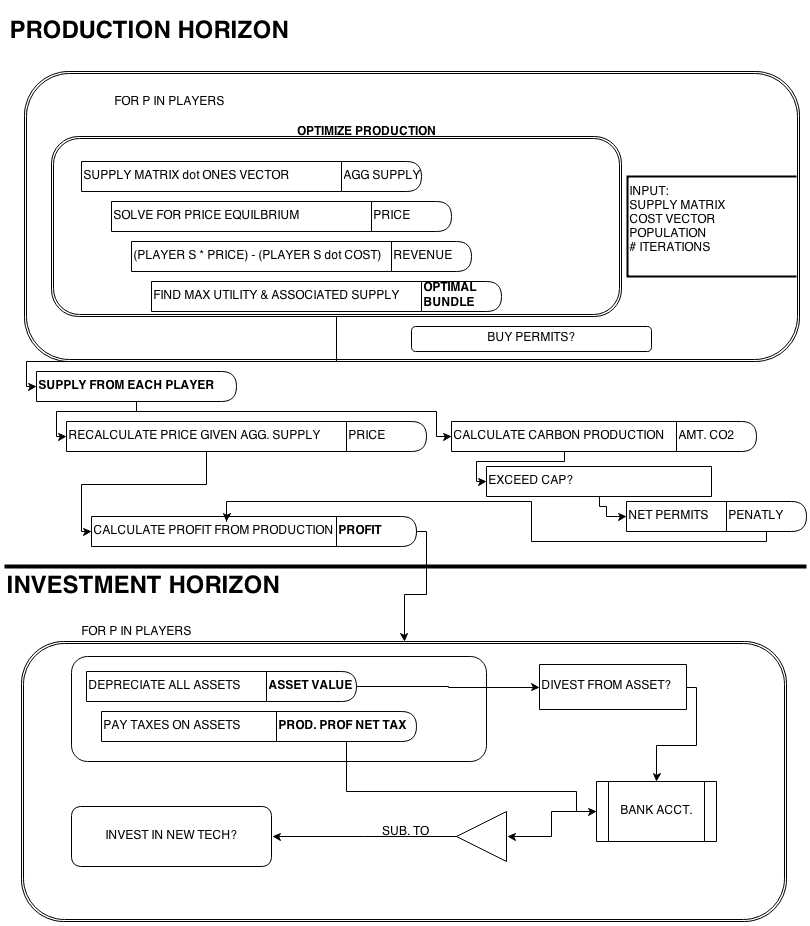 PRODUCTION HORIZON
FOR P IN PLAYERS
OPTIMIZE PRODUCTION
SUPPLY MATRIX dot ONES VECTOR
AGG SUPPLY
SOLVE FOR PRICE EQUILBRIUM
PRICE
(PLAYER S * PRICE) - (PLAYER S dot COST)
REVENUE
FIND MAX UTILITY & ASSOCIATED SUPPLY
OPTIMAL
BUNDLE
INPUT:
SUPPLY MATRIX
COST VECTOR
POPULATION
# ITERATIONS
BUY PERMITS?
SUPPLY FROM EACH PLAYER
RECALCULATE PRICE GIVEN AGG. SUPPLY
PRICE
CALCULATE CARBON PRODUCTION
AMT. CO2
EXCEED CAP?
NET PERMITS
PENATLY
CALCULATE PROFIT FROM PRODUCTION
PROFIT
INVESTMENT HORIZON
FOR P IN PLAYERS
DEPRECIATE ALL ASSETS
ASSET VALUE
DIVEST FROM ASSET?
PAY TAXES ON ASSETS
PROD. PROF NET TAX
BANK ACCT.
SUB. TO
INVEST IN NEW TECH?